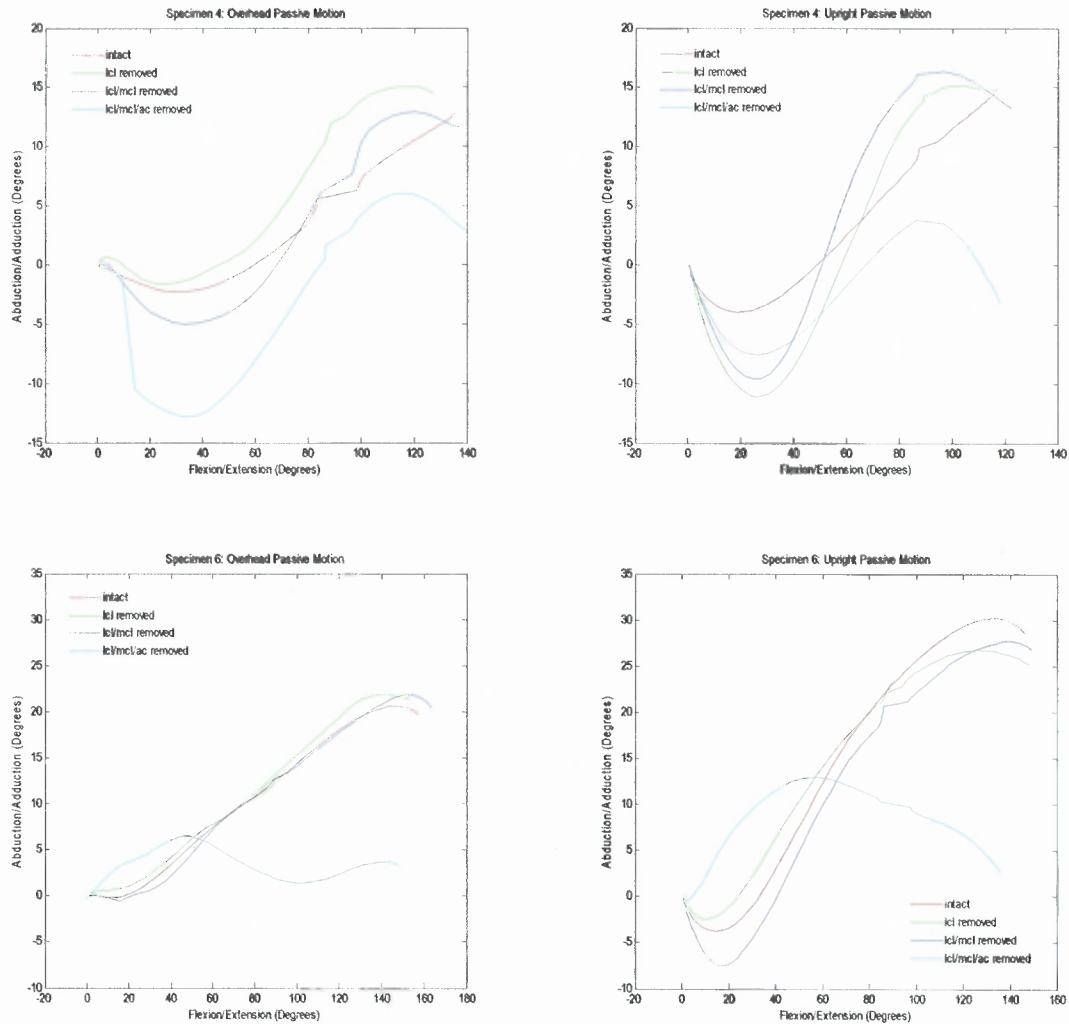 Specimen 4: Overhead Passive Motion
20
15
10
5
0
-5
-10
-15
-20
0
20
40
60
80
100
120
140
Abduction/Adduction (Degrees)
Flexion/Extension (Degrees)
intact
lcl removed
lcl/mcl removed
lcl/mcl/ac removed
Specimen 4: Upright Passive Motion
20
15
10
5
0
-5
-10
-15
-20
0
20
40
60
80
100
120
140
Abduction/Adduction (Degrees)
Flexion/Extension (Degrees)
intact
lcl removed
lcl/mcl removed
lcl/mcl/ac removed
Specimen 6: Overhead Passive Motion
35
30
25
20
15
10
5
0
-5
-10
-20
0
20
40
60
80
100
120
140
160
180
Abduction/Adduction (Degrees)
Flexion/Extension (Degrees)
intact
lcl removed
lcl/mcl removed
lcl/mcl/ac removed
Specimen 6: Upright Passive Motion
35
30
25
20
15
10
5
0
-5
-10
-20
0
20
40
60
80
100
120
140
160
Abduction/Adduction (Degrees)
Flexion/Extension (Degrees)
intact
lcl removed
lcl/mcl removed
lcl/mcl/ac removed